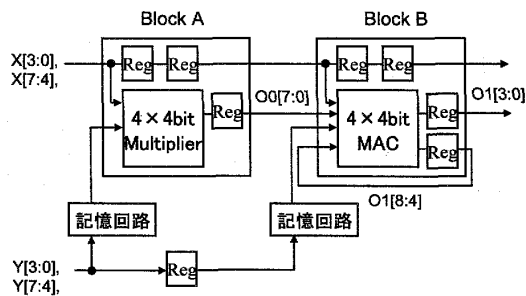 Block A
Block B
X[3:0],
X[7:4],
Reg
Reg
Reg
Reg
4×4bit
Multiplier
Reg
O0[7:0]
4×4bit
MAC
Reg
Reg
O1[3:0]
O1[8:4]
記憶回路
記憶回路
Y[3:0],
Y[7:4],
Reg